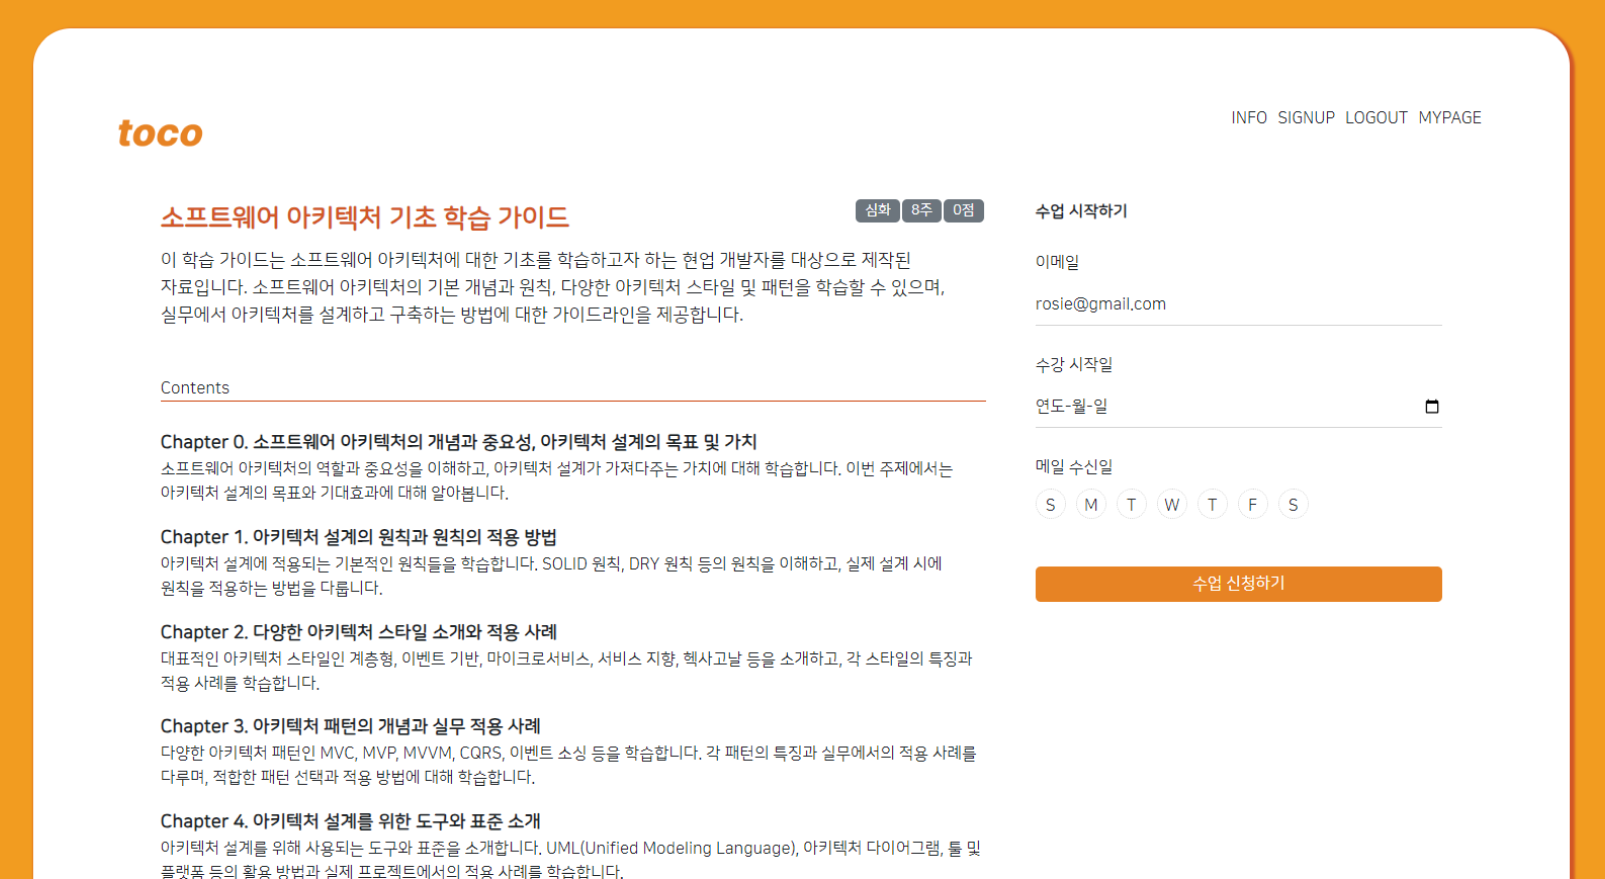 toco
INFO SIGNUP LOGOUT MYPAGE
소프트웨어 아키텍처 기초 학습 가이드
심화 8주 0점
이 학습 가이드는 소프트웨어 아키텍처에 대한 기초를 학습하고자 하는 현업 개발자를 대상으로 제작된
자료입니다. 소프트웨어 아키텍처의 기본 개념과 원칙, 다양한 아키텍처 스타일 및 패턴을 학습할 수 있으며,
실무에서 아키텍처를 설계하고 구축하는 방법에 대한 가이드라인을 제공합니다.
Contents
Chapter 0. 소프트웨어 아키텍처의 개념과 중요성, 아키텍처 설계의 목표 및 가치
소프트웨어 아키텍처의 역할과 중요성을 이해하고, 아키텍처 설계가 가져다주는 가치에 대해 학습합니다. 이번 주제에서는
아키텍처 설계의 목표와 기대효과에 대해 알아봅니다.
Chapter 1. 아키텍처 설계의 원칙과 원칙의 적용 방법
아키텍처 설계에 적용되는 기본적인 원칙들을 학습합니다. SOLID 원칙, DRY 원칙 등의 원칙을 이해하고, 실제 설계 시에
원칙을 적용하는 방법을 다룹니다.
Chapter 2. 다양한 아키텍처 스타일 소개와 적용 사례
대표적인 아키텍처 스타일인 계층형, 이벤트 기반, 마이크로서비스, 서비스 지향, 헥사고날 등을 소개하고, 각 스타일의 특징과
적용 사례를 학습합니다.
Chapter 3. 아키텍처 패턴의 개념과 실무 적용 사례
다양한 아키텍처 패턴인 MVC, MVP, MVVM, CQRS, 이벤트 소싱 등을 학습합니다. 각 패턴의 특징과 실무에서의 적용 사례를
다루며, 적합한 패턴 선택과 적용 방법에 대해 학습합니다.
Chapter 4. 아키텍처 설계를 위한 도구와 표준 소개
아키텍처 설계를 위해 사용되는 도구와 표준을 소개합니다. UML(Unified Modeling Language), 아키텍처 다이어그램, 툴 및
플랫폼 등의 활용 방법과 실제 프로젝트에서의 적용 사례를 학습합니다.
수업 시작하기
이메일
rosie@gmail.com
수강 시작일
연도-월-일
메일 수신일
S M T W T F S
수업 신청하기